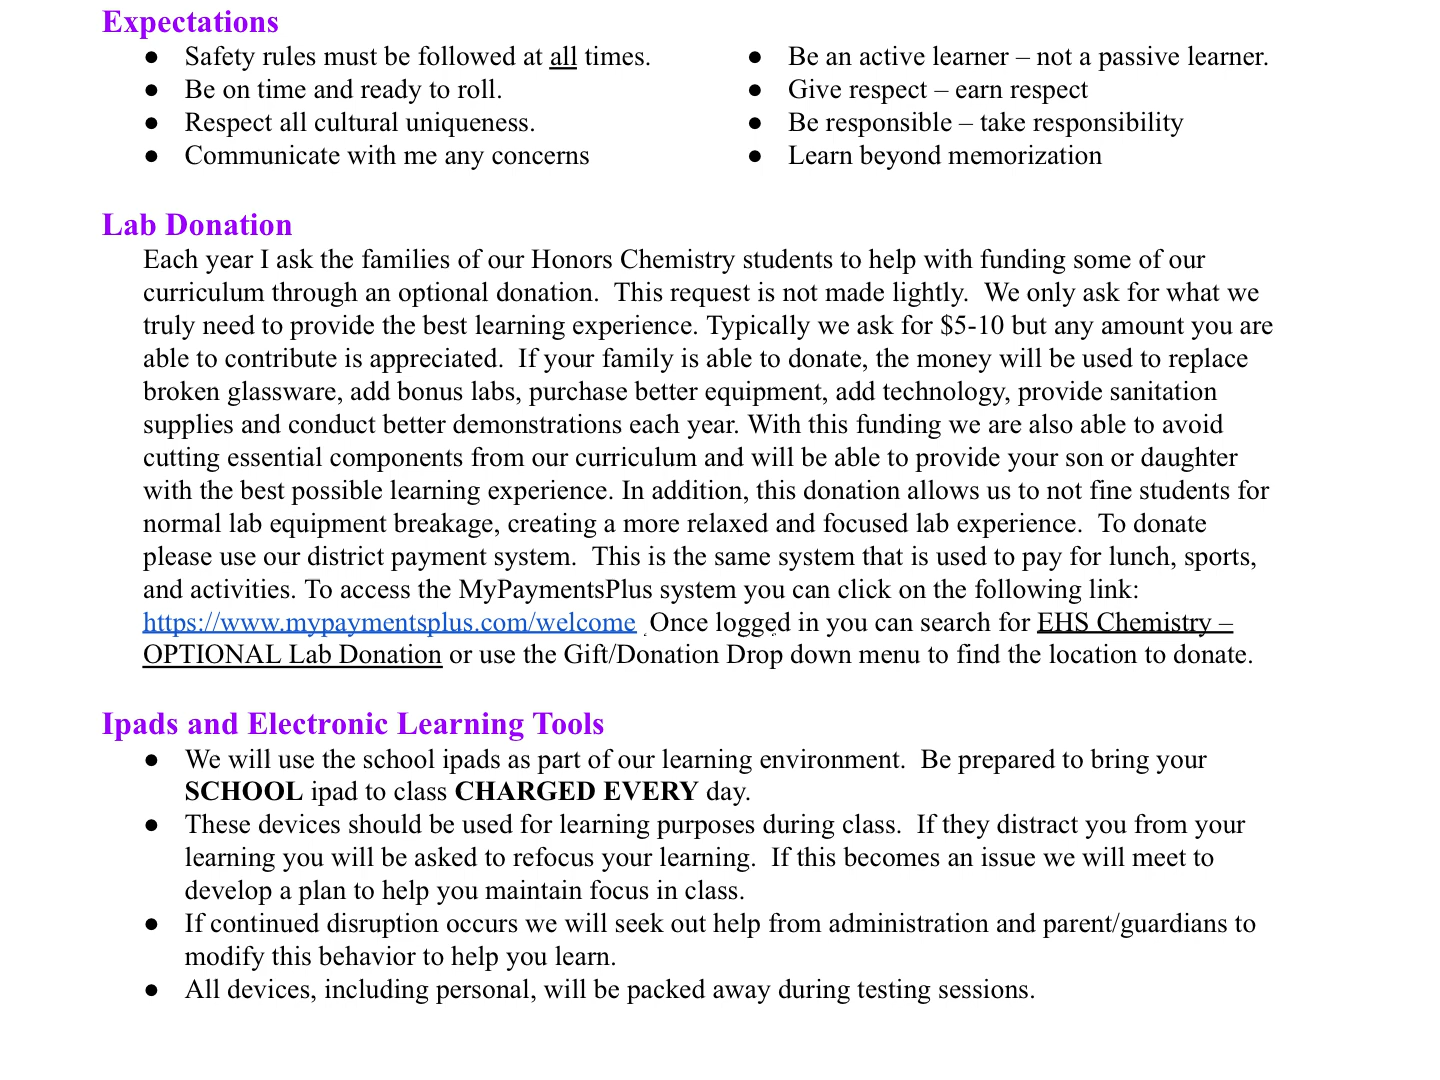 Expectations
● Safety rules must be followed at all times.
● Be on time and ready to roll.
● Respect all cultural uniqueness.
● Communicate with me any concerns
● Be an active learner – not a passive learner.
● Give respect – earn respect
● Be responsible – take responsibility
● Learn beyond memorization
Lab Donation
Each year I ask the families of our Honors Chemistry students to help with funding some of our
curriculum through an optional donation.  This request is not made lightly.  We only ask for what we
truly need to provide the best learning experience. Typically we ask for $5-10 but any amount you are
able to contribute is appreciated.  If your family is able to donate, the money will be used to replace
broken glassware, add bonus labs, purchase better equipment, add technology, provide sanitation
supplies and conduct better demonstrations each year. With this funding we are also able to avoid
cutting essential components from our curriculum and will be able to provide your son or daughter
with the best possible learning experience. In addition, this donation allows us to not fine students for
normal lab equipment breakage, creating a more relaxed and focused lab experience.  To donate
please use our district payment system.  This is the same system that is used to pay for lunch, sports,
and activities. To access the MyPaymentsPlus system you can click on the following link:
https://www.mypaymentsplus.com/welcome Once logged in you can search for EHS Chemistry –
OPTIONAL Lab Donation or use the Gift/Donation Drop down menu to find the location to donate.
Ipads and Electronic Learning Tools
● We will use the school ipads as part of our learning environment.  Be prepared to bring your
SCHOOL ipad to class CHARGED EVERY day.
● These devices should be used for learning purposes during class.  If they distract you from your
learning you will be asked to refocus your learning.  If this becomes an issue we will meet to
develop a plan to help you maintain focus in class.
● If continued disruption occurs we will seek out help from administration and parent/guardians to
modify this behavior to help you learn.
● All devices, including personal, will be packed away during testing sessions.